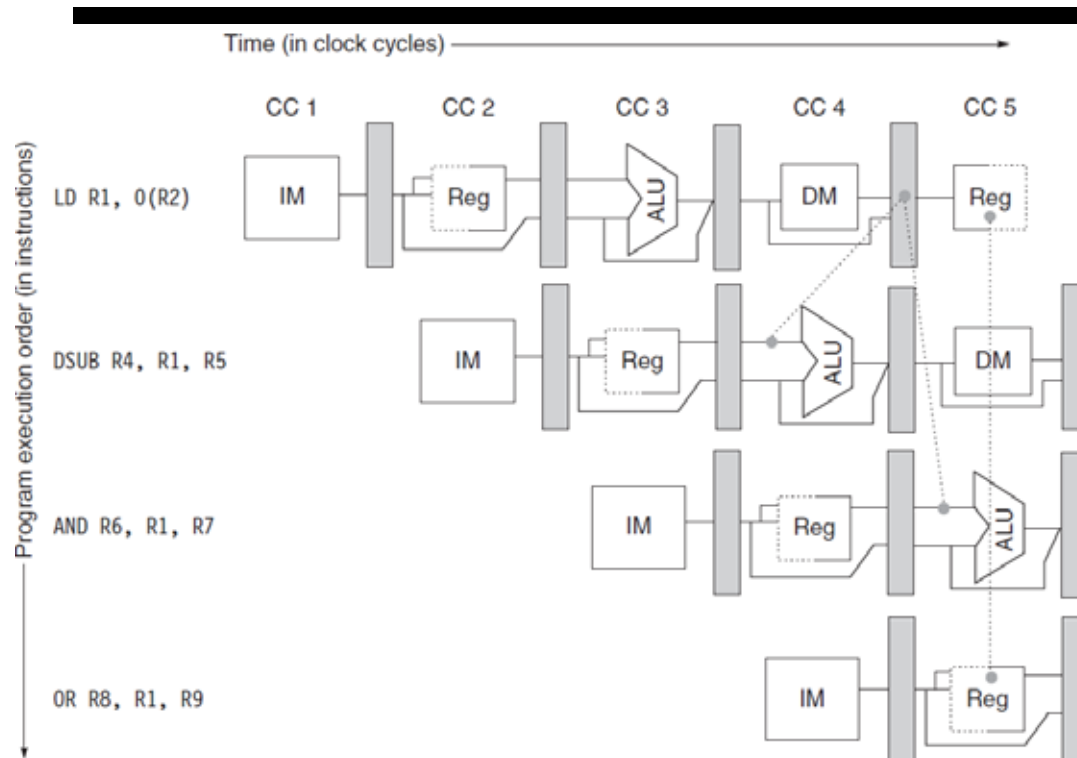 Time (in clock cycles)
CC 1 CC 2 CC 3 CC 4 CC 5
Program execution order (in instructions)
LD R1, 0(R2) IM Reg ALU DM Reg
DSUB R4, R1, R5 IM Reg ALU DM
AND R6, R1, R7 IM Reg ALU
OR R8, R1, R9 IM Reg